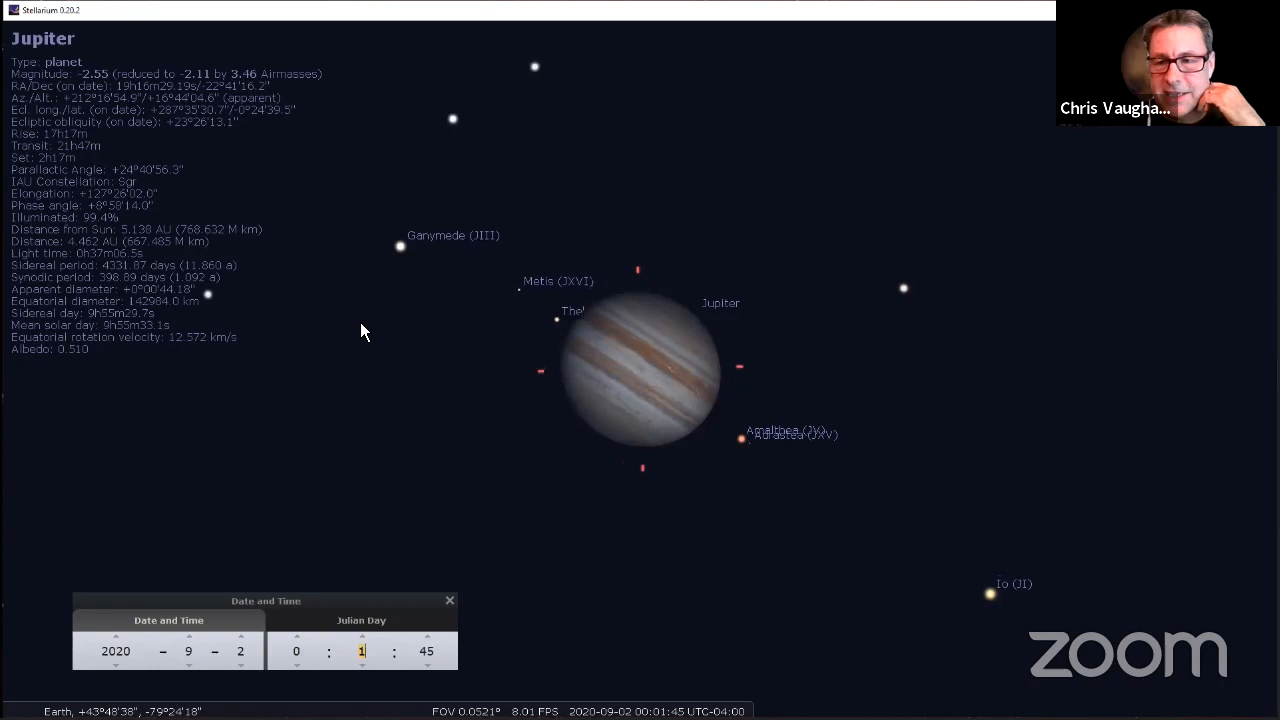 Stellarium 0.20.2
Jupiter
Type: planet
Magnitude: -2.55 (reduced to -2.11 by 3.46 Airmasses)
RA/Dec (on date): 19h16m29.19s/-22°41'16.2"
Az./Alt.: +212°16'54.9"/+16°44'04.6" (apparent)
Ecl. long./lat. (on date): +287°35'30.7"/-0°24'39.5"
Ecliptic obliquity (on date): +23°26'13.1"
Rise: 17h17m
Transit: 21h47m
Set: 2h17m
Parallactic Angle: +24°40'56.3"
IAU Constellation: Sgr
Elongation: +127°26'02.0"
Phase angle: +8°58'14.0"
Illuminated: 99.4%
Distance from Sun: 5.138 AU (768.632 M km)
Distance: 4.462 AU (667.485 M km)
Light time: 0h37m06.5s
Sidereal period: 4331.87 days (11.860 a)
Synodic period: 398.89 days (1.092 a)
Apparent diameter: +0°00'44.18"
Equatorial diameter: 142984.0 km
Sidereal day: 9h55m29.7s
Mean solar day: 9h55m33.1s
Equatorial rotation velocity: 12.572 km/s
Albedo: 0.510
Chris Vaugha...
Ganymede (JIII)
Metis (JXVI)
Jupiter
Amalthea (JV)
Adrastea (JXV)
Io (JI)
Date and Time
Date and Time Julian Day
2020 - 9 - 2 0 : 1 : 45
zoom
Earth, +43°48'38", -79°24'18" FOV 0.0521° 8.01 FPS 2020-09-02 00:01:45 UTC-04:00